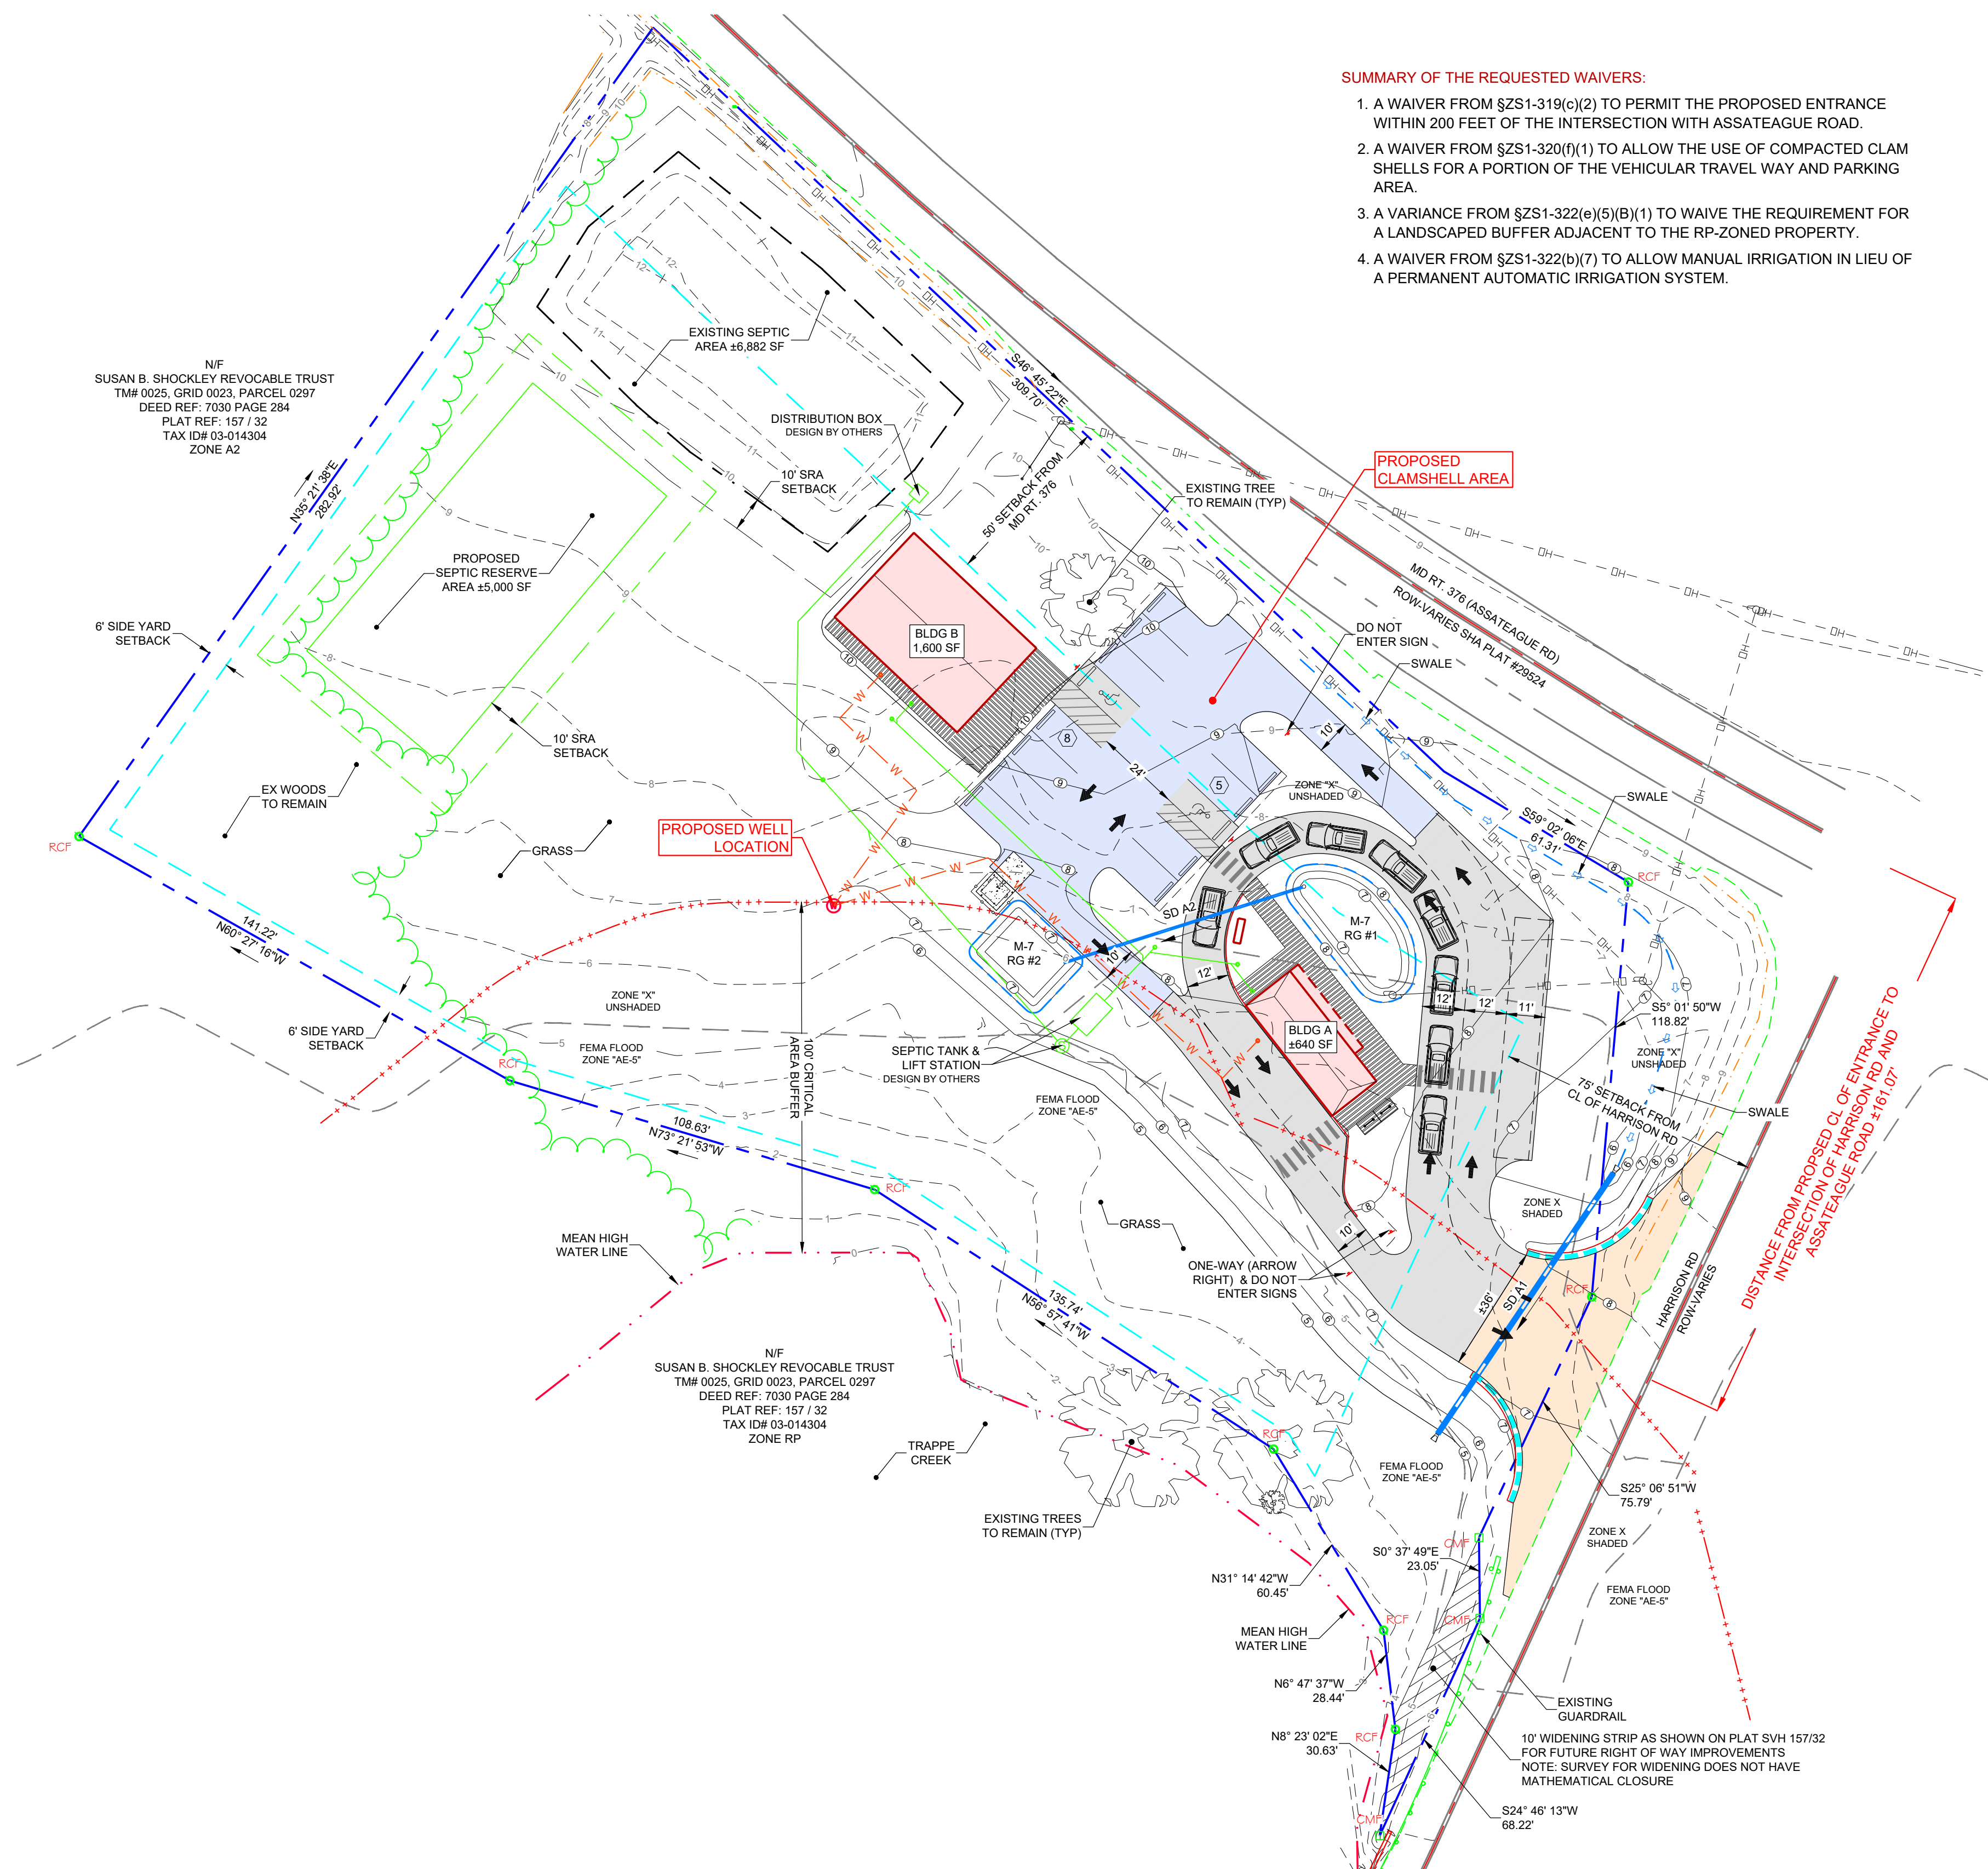 SUMMARY OF THE REQUESTED WAIVERS:
1. A WAIVER FROM §ZS1-319(c)(2) TO PERMIT THE PROPOSED ENTRANCE
WITHIN 200 FEET OF THE INTERSECTION WITH ASSATEAGUE ROAD.
2. A WAIVER FROM §ZS1-320(f)(1) TO ALLOW THE USE OF COMPACTED CLAM
SHELLS FOR A PORTION OF THE VEHICULAR TRAVEL WAY AND PARKING
AREA.
3. A VARIANCE FROM §ZS1-322(e)(5)(B)(1) TO WAIVE THE REQUIREMENT FOR
A LANDSCAPED BUFFER ADJACENT TO THE RP-ZONED PROPERTY.
4. A WAIVER FROM §ZS1-322(b)(7) TO ALLOW MANUAL IRRIGATION IN LIEU OF
A PERMANENT AUTOMATIC IRRIGATION SYSTEM.
N/F
SUSAN B. SHOCKLEY REVOCABLE TRUST
TM# 0025, GRID 0023, PARCEL 0297
DEED REF: 7030 PAGE 284
PLAT REF: 157 / 32
TAX ID# 03-014304
ZONE A2
EXISTING SEPTIC
AREA ±6,882 SF
S46° 45' 22"E
309.70'
DISTRIBUTION BOX
DESIGN BY OTHERS
10' SRA
SETBACK
50' SETBACK FROM
MD RT. 376
PROPOSED
CLAMSHELL AREA
EXISTING TREE
TO REMAIN (TYP)
N35° 21' 38"E
282.92'
PROPOSED
SEPTIC RESERVE
AREA ±5,000 SF
MD RT. 376 (ASSATEAGUE RD)
ROW-VARIES SHA PLAT #29524
6' SIDE YARD
SETBACK
BLDG B
1,600 SF
DO NOT
ENTER SIGN
SWALE
10' SRA
SETBACK
8
24'
5
10'
ZONE "X"
UNSHADED
EX WOODS
TO REMAIN
SWALE
S59° 02' 06"E
61.31'
PROPOSED WELL
LOCATION
GRASS
RCF
RCF
SD A2
M-7
RG #1
M-7
RG #2
10'
12'
12'
12'
11'
141.22'
N60° 27' 16"W
ZONE "X"
UNSHADED
S5° 01' 50"W
118.82'
6' SIDE YARD
SETBACK
FEMA FLOOD
ZONE "AE-5"
100' CRITICAL
AREA BUFFER
BLDG A
±640 SF
ZONE "X"
UNSHADED
SEPTIC TANK &
LIFT STATION
DESIGN BY OTHERS
RCF
FEMA FLOOD
ZONE "AE-5"
75' SETBACK FROM
CL OF HARRISON RD
SWALE
DISTANCE FROM PROPSED CL OF ENTRANCE TO
INTERSECTION OF HARRISON RD AND
ASSATEAGUE ROAD ±161.07'
108.63'
N73° 21' 53"W
RCF
ZONE X
SHADED
GRASS
10'
MEAN HIGH
WATER LINE
ONE-WAY (ARROW
RIGHT) & DO NOT
ENTER SIGNS
±36'
SD A1
RCF
HARRISON RD
ROW-VARIES
135.74'
N56° 57' 41"W
N/F
SUSAN B. SHOCKLEY REVOCABLE TRUST
TM# 0025, GRID 0023, PARCEL 0297
DEED REF: 7030 PAGE 284
PLAT REF: 157 / 32
TAX ID# 03-014304
ZONE RP
TRAPPE
CREEK
RCF
FEMA FLOOD
ZONE "AE-5"
S25° 06' 51"W
75.79'
EXISTING TREES
TO REMAIN (TYP)
ZONE X
SHADED
CMF
S0° 37' 49"E
23.05'
N31° 14' 42"W
60.45'
FEMA FLOOD
ZONE "AE-5"
RCF
CMF
MEAN HIGH
WATER LINE
N6° 47' 37"W
28.44'
EXISTING
GUARDRAIL
RCF
N8° 23' 02"E
30.63'
10' WIDENING STRIP AS SHOWN ON PLAT SVH 157/32
FOR FUTURE RIGHT OF WAY IMPROVEMENTS
NOTE: SURVEY FOR WIDENING DOES NOT HAVE
MATHEMATICAL CLOSURE
S24° 46' 13"W
68.22'
CMF